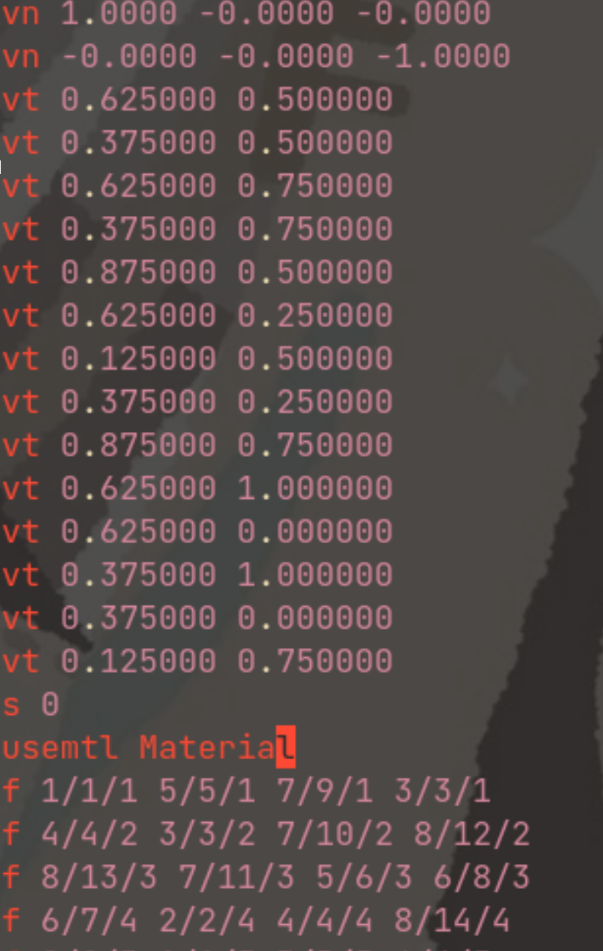 vn 1.0000 -0.0000 -0.0000
vn -0.0000 -0.0000 -1.0000
vt 0.625000 0.500000
vt 0.375000 0.500000
vt 0.625000 0.750000
vt 0.375000 0.750000
vt 0.875000 0.500000
vt 0.625000 0.250000
vt 0.125000 0.500000
vt 0.375000 0.250000
vt 0.875000 0.750000
vt 0.625000 1.000000
vt 0.625000 0.000000
vt 0.375000 1.000000
vt 0.375000 0.000000
vt 0.125000 0.750000
s 0
usemtl Material
f 1/1/1 5/5/1 7/9/1 3/3/1
f 4/4/2 3/3/2 7/10/2 8/12/2
f 8/13/3 7/11/3 5/6/3 6/8/3
f 6/7/4 2/2/4 4/4/4 8/14/4